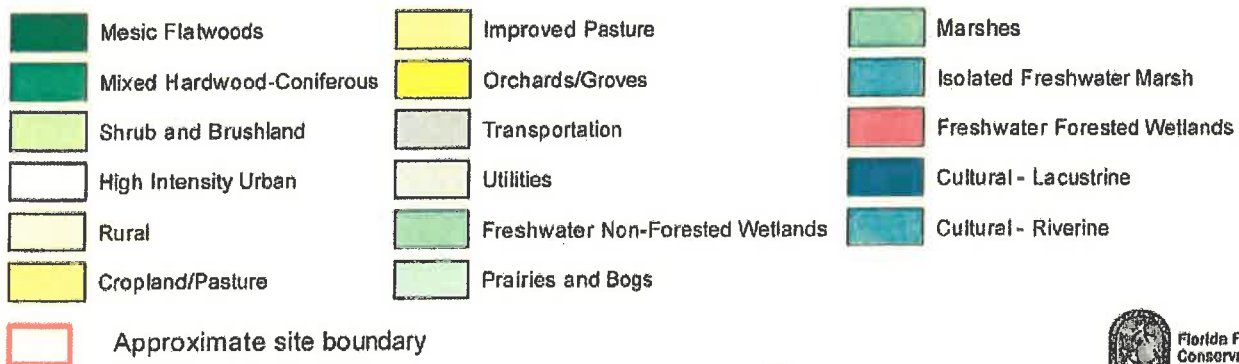 Mesic Flatwoods
Mixed Hardwood-Coniferous
Shrub and Brushland
High Intensity Urban
Rural
Cropland/Pasture
Improved Pasture
Orchards/Groves
Transportation
Utilities
Freshwater Non-Forested Wetlands
Prairies and Bogs
Marshes
Isolated Freshwater Marsh
Freshwater Forested Wetlands
Cultural - Lacustrine
Cultural - Riverine
Approximate site boundary
Florida F
Conserv